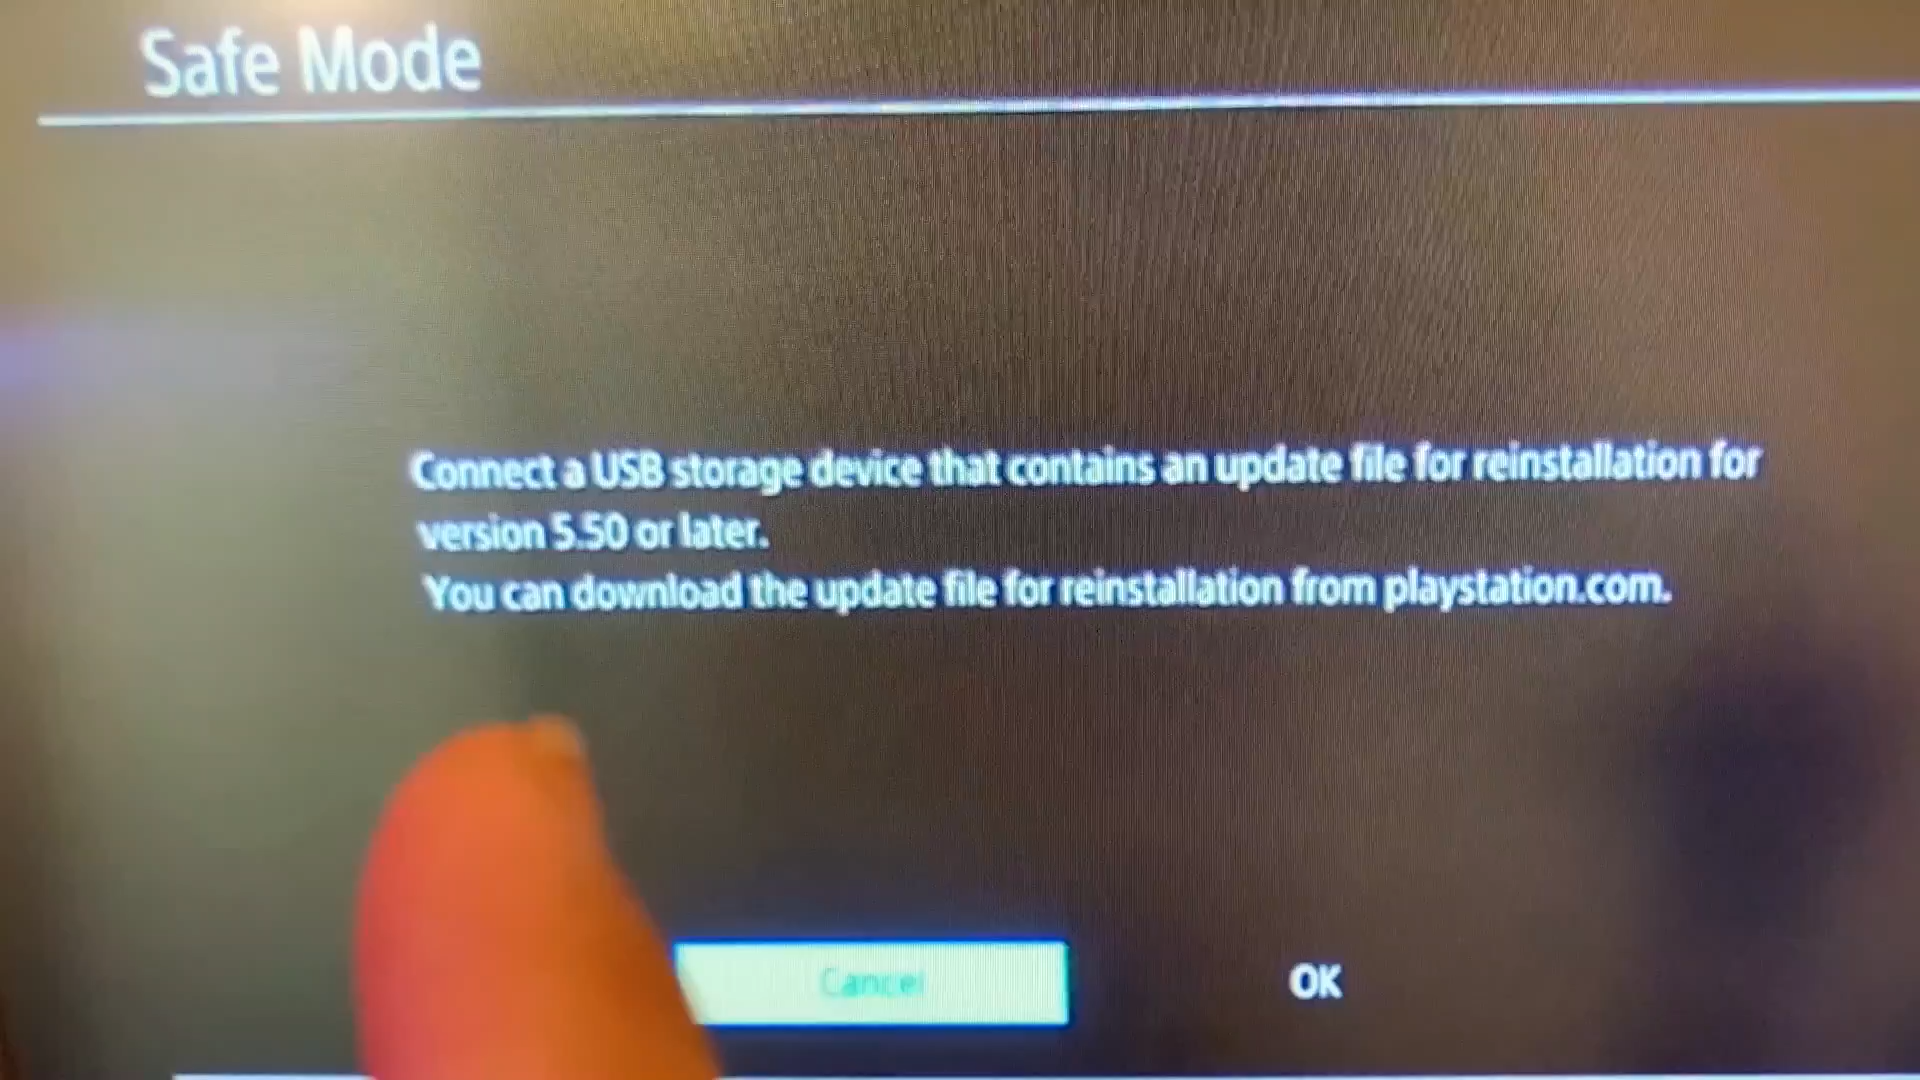 Safe Mode
Connect a USB storage device that contains an update file for reinstallation for
version 5.50 or later.
You can download the update file for reinstallation from playstation.com.
Cancel
OK